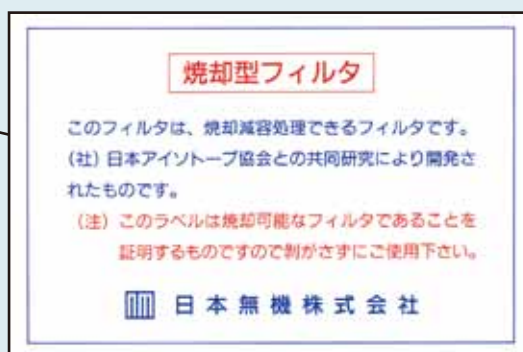 焼却型フィルタ
このフィルタは、焼却減容処理できるフィルタです。
(社)日本アイソトープ協会との共同研究により開発さ
れたものです。
(注)このラベルは焼却可能なフィルタであることを
証明するものですので剝がさずにご使用下さい。
日本無機株式会社